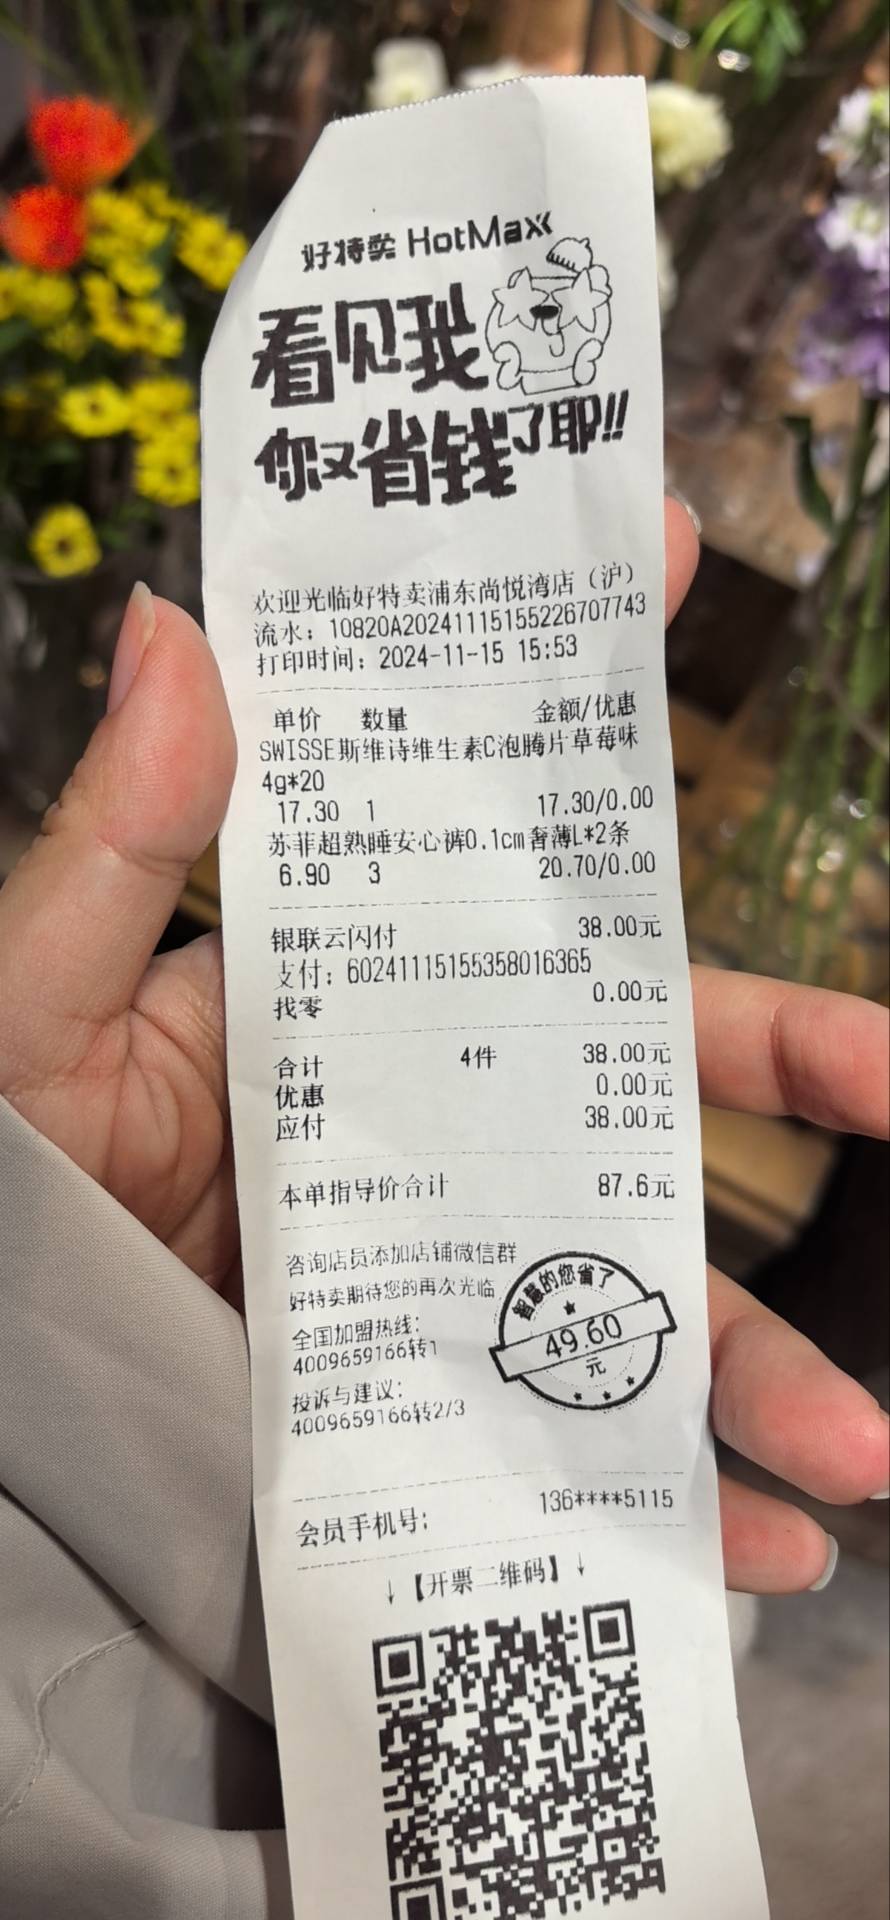 好特卖 HotMaxx
看见我
你又省钱了耶!!
欢迎光临好特卖浦东尚悦湾店（沪）
流水：10820A20241115155226707743
打印时间：2024-11-15 15:53
单价 数量 金额/优惠
SWISSE斯维诗维生素C泡腾片草莓味
4g*20
17.30 1 17.30/0.00
苏菲超熟睡安心裤0.1cm奢薄L*2条
6.90 3 20.70/0.00
银联云闪付 38.00元
支付：6024111515535801636​5
找零 0.00元
合计 4件 38.00元
优惠 0.00元
应付 38.00元
本单指导价合计 87.6元
咨询店员添加店铺微信群
好特卖期待您的再次光临
全国加盟热线：
4009659166转1
投诉与建议：
4009659166转2/3
智慧的您省了
49.60
元
会员手机号： 136****5115
↓【开票二维码】↓